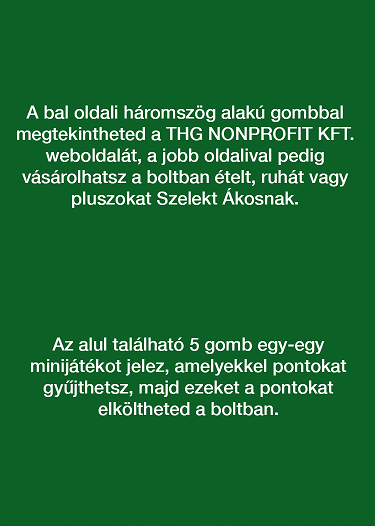 A bal oldali háromszög alakú gombbal
megtekintheted a THG NONPROFIT KFT.
weboldalát, a jobb oldalival pedig
vásárolhatsz a boltban ételt, ruhát vagy
pluszokat Szelekt Ákosnak.
Az alul található 5 gomb egy-egy
minijátékot jelez, amelyekkel pontokat
gyűjthetsz, majd ezeket a pontokat
elköltheted a boltban.